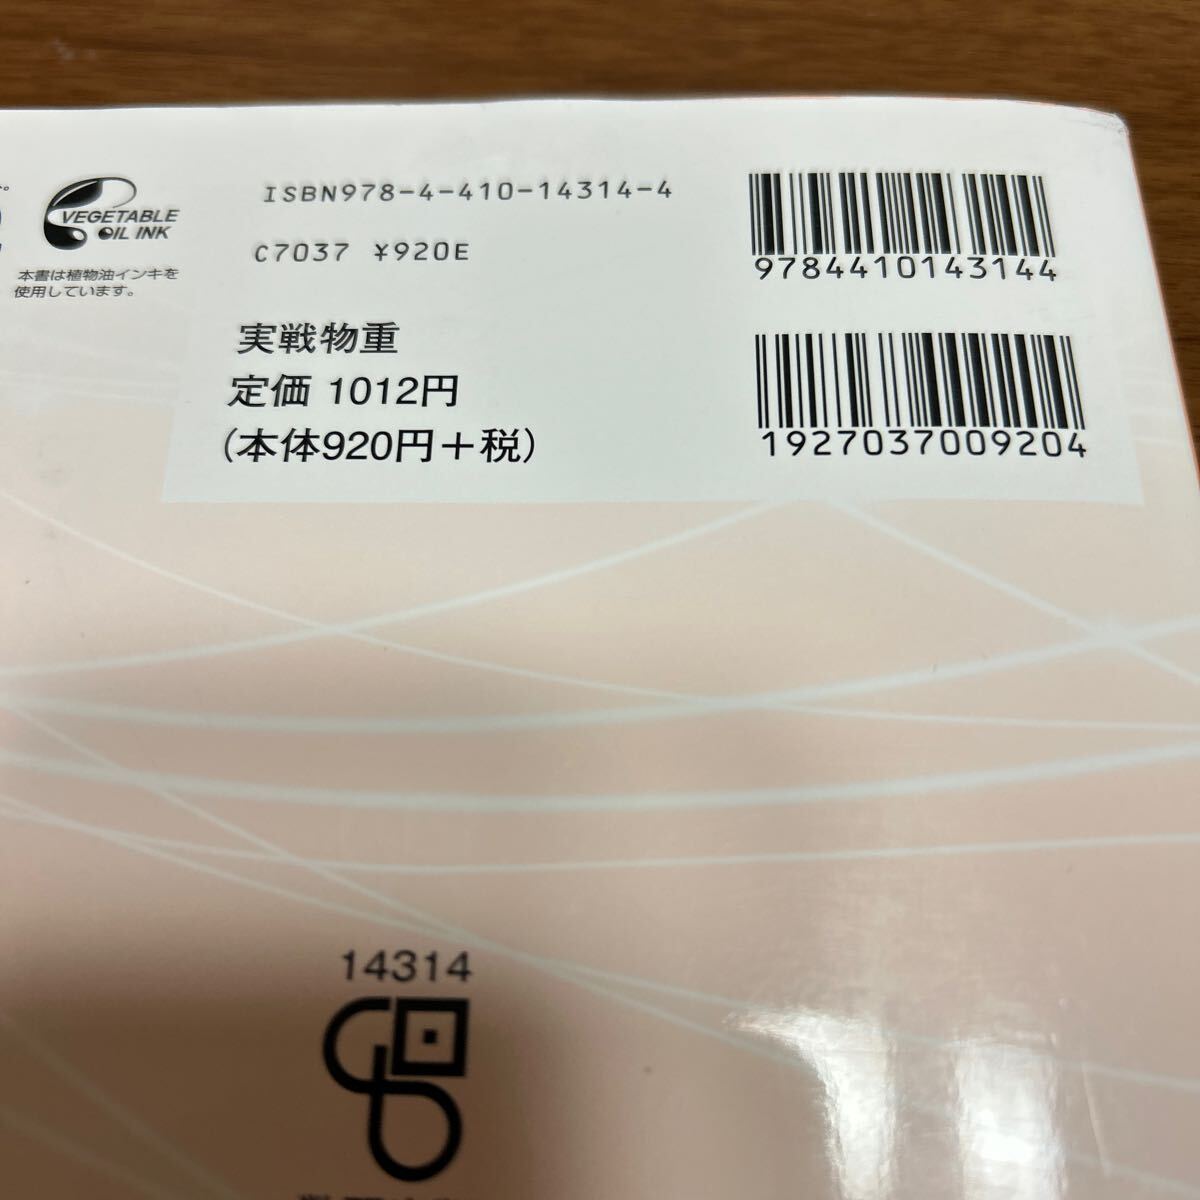 VEGETABLE
OIL INK
本書は植物油インキを
使用しています。
ISBN978-4-410-14314-4
C7037 ¥920E
実戦物重
定価 1012円
(本体920円+税)
9784410143144
1927037009204
14314